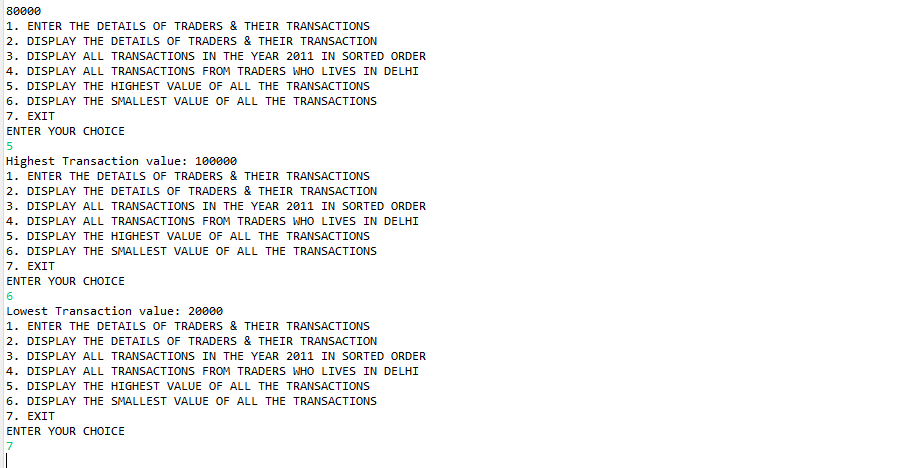 80000
1. ENTER THE DETAILS OF TRADERS & THEIR TRANSACTIONS
2. DISPLAY THE DETAILS OF TRADERS & THEIR TRANSACTION
3. DISPLAY ALL TRANSACTIONS IN THE YEAR 2011 IN SORTED ORDER
4. DISPLAY ALL TRANSACTIONS FROM TRADERS WHO LIVES IN DELHI
5. DISPLAY THE HIGHEST VALUE OF ALL THE TRANSACTIONS
6. DISPLAY THE SMALLEST VALUE OF ALL THE TRANSACTIONS
7. EXIT
ENTER YOUR CHOICE
5
Highest Transaction value: 100000
1. ENTER THE DETAILS OF TRADERS & THEIR TRANSACTIONS
2. DISPLAY THE DETAILS OF TRADERS & THEIR TRANSACTION
3. DISPLAY ALL TRANSACTIONS IN THE YEAR 2011 IN SORTED ORDER
4. DISPLAY ALL TRANSACTIONS FROM TRADERS WHO LIVES IN DELHI
5. DISPLAY THE HIGHEST VALUE OF ALL THE TRANSACTIONS
6. DISPLAY THE SMALLEST VALUE OF ALL THE TRANSACTIONS
7. EXIT
ENTER YOUR CHOICE
6
Lowest Transaction value: 20000
1. ENTER THE DETAILS OF TRADERS & THEIR TRANSACTIONS
2. DISPLAY THE DETAILS OF TRADERS & THEIR TRANSACTION
3. DISPLAY ALL TRANSACTIONS IN THE YEAR 2011 IN SORTED ORDER
4. DISPLAY ALL TRANSACTIONS FROM TRADERS WHO LIVES IN DELHI
5. DISPLAY THE HIGHEST VALUE OF ALL THE TRANSACTIONS
6. DISPLAY THE SMALLEST VALUE OF ALL THE TRANSACTIONS
7. EXIT
ENTER YOUR CHOICE
7